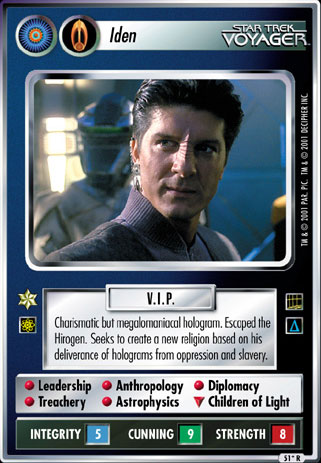 Iden
STAR TREK
VOYAGER
TM & © 2001 PAR. PIC. TM & © 2001 DECIPHER INC.
V.I.P.
Charismatic but megalomaniacal hologram. Escaped the
Hirogen. Seeks to create a new religion based on his
deliverance of holograms from oppression and slavery.
Leadership Anthropology Diplomacy
Treachery Astrophysics Children of Light
INTEGRITY 5 CUNNING 9 STRENGTH 8
51* R